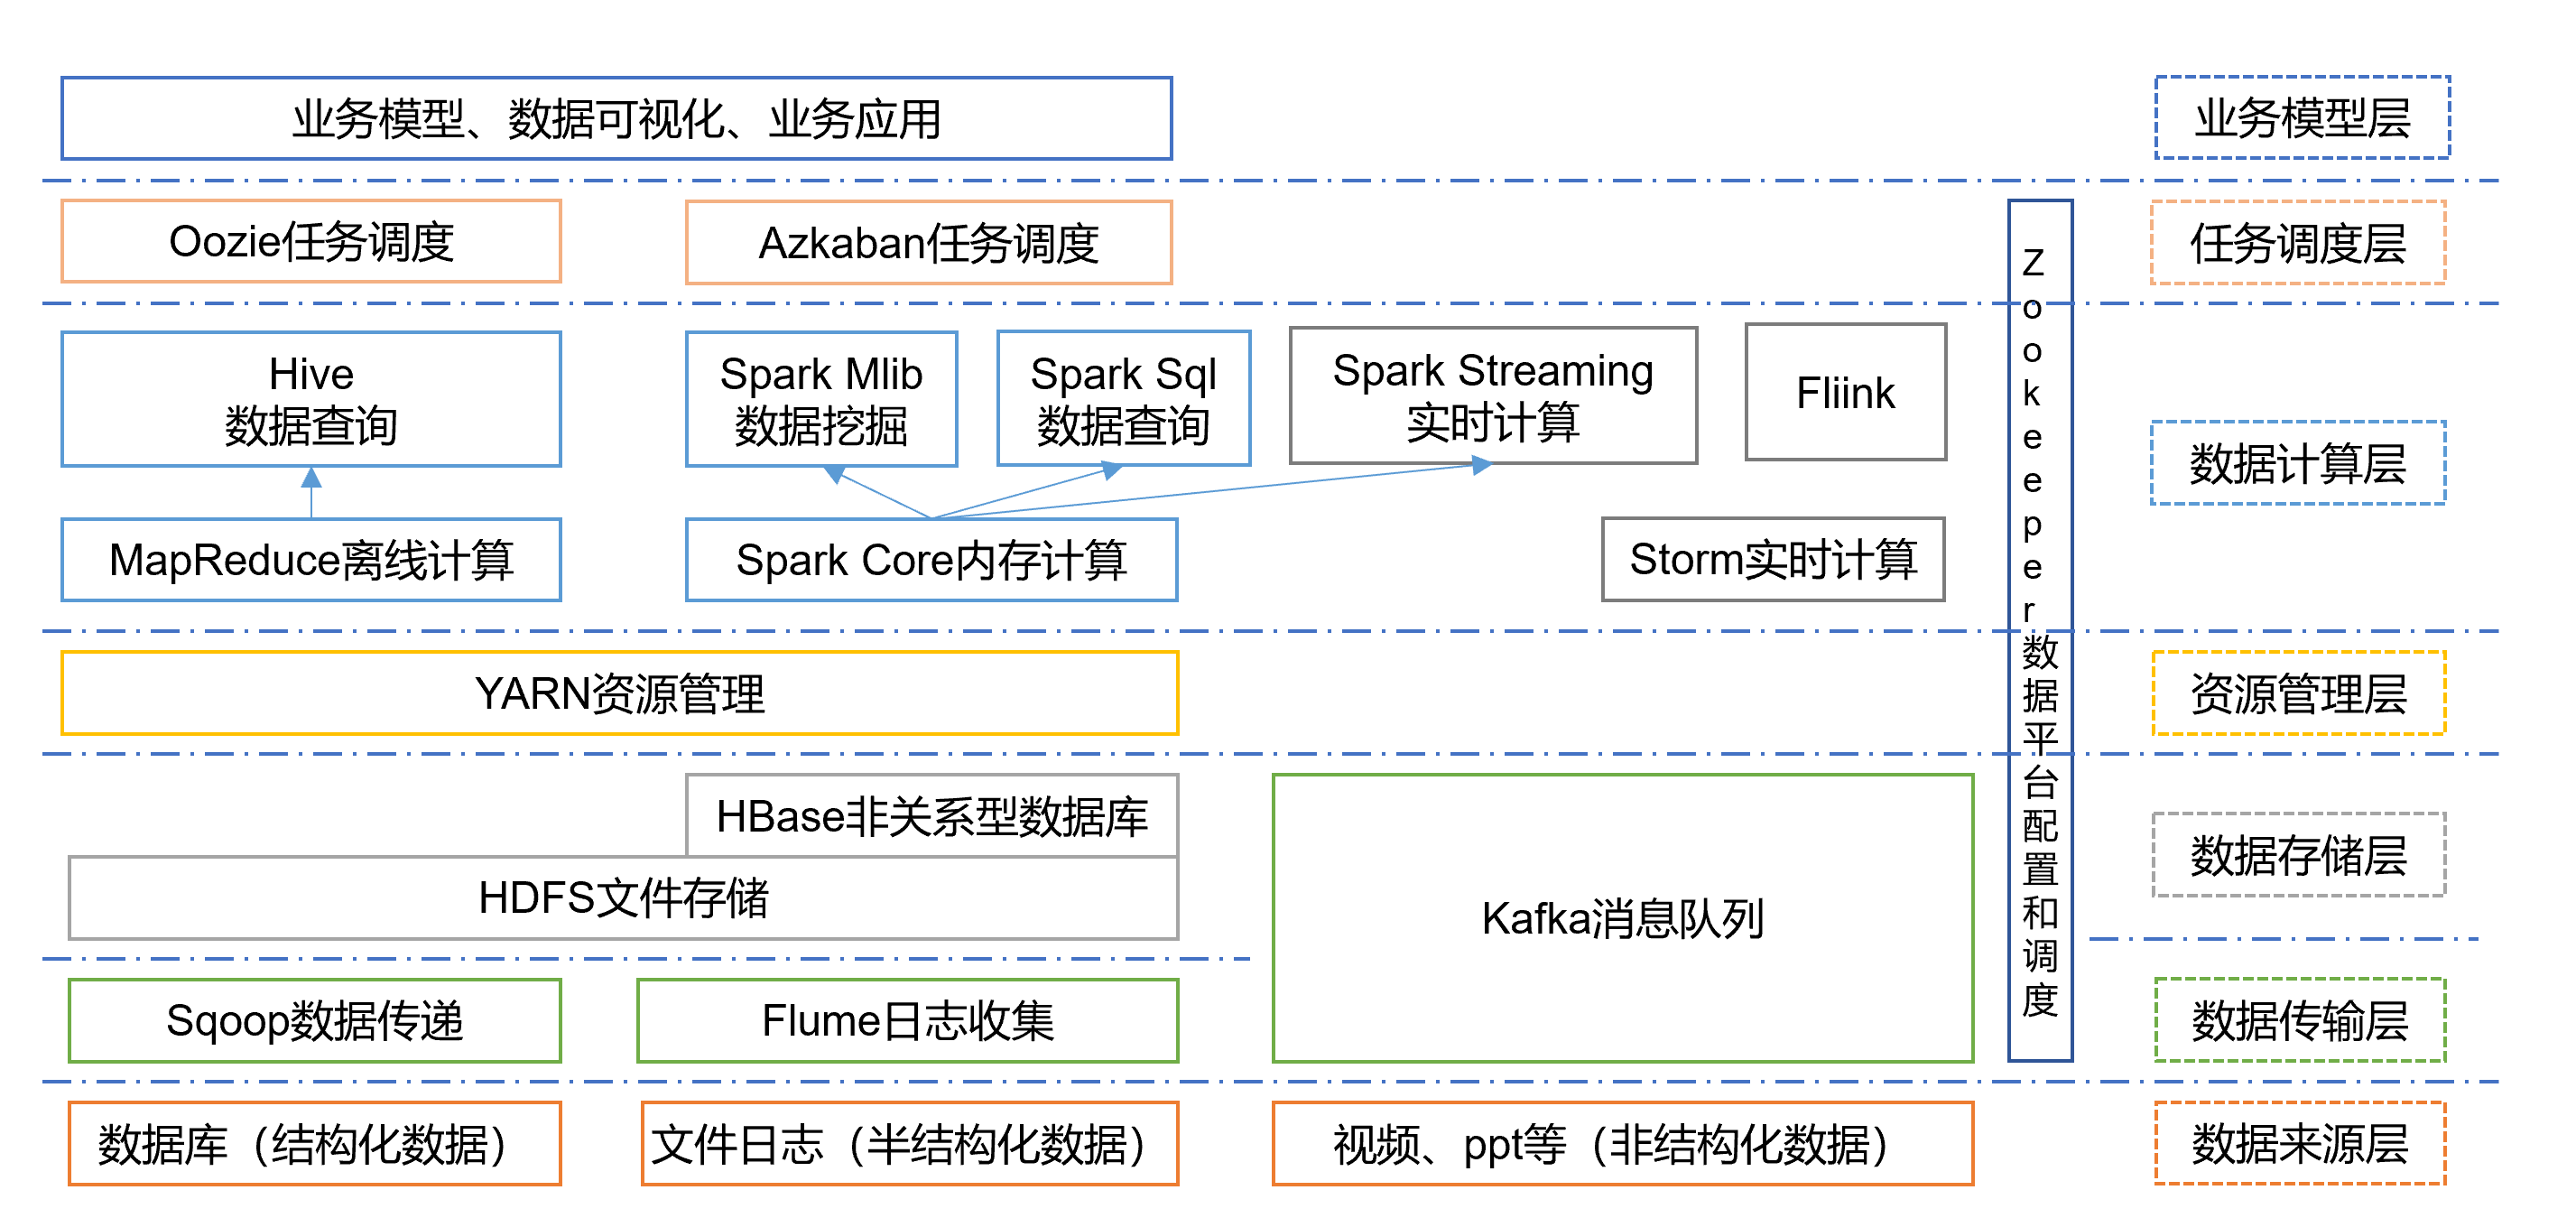 业务模型、数据可视化、业务应用
业务模型层
Oozie任务调度
Azkaban任务调度
任务调度层
Hive
数据查询
Spark Mlib
数据挖掘
Spark Sql
数据查询
Spark Streaming
实时计算
Fliink
数据计算层
MapReduce离线计算
Spark Core内存计算
Storm实时计算
Zookeeper数据平台配置和调度
YARN资源管理
资源管理层
HBase非关系型数据库
HDFS文件存储
Kafka消息队列
数据存储层
Sqoop数据传递
Flume日志收集
数据传输层
数据库（结构化数据）
文件日志（半结构化数据）
视频、ppt等（非结构化数据）
数据来源层